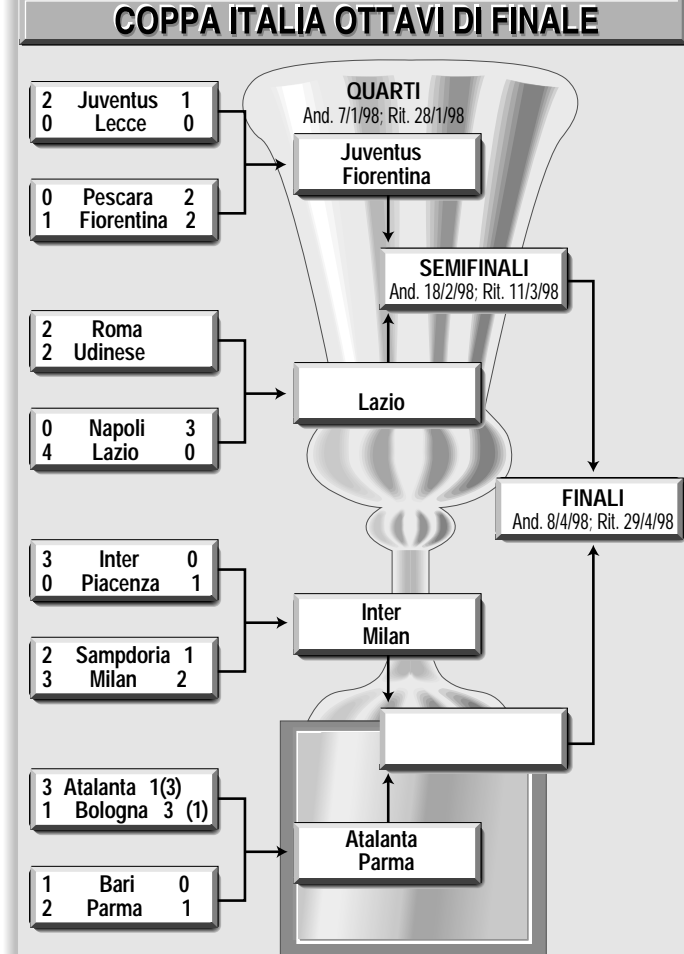 COPPA ITALIA OTTAVI DI FINALE
2 Juventus 1
0 Lecce 0
0 Pescara 2
1 Fiorentina 2
2 Roma
2 Udinese
0 Napoli 3
4 Lazio 0
3 Inter 0
0 Piacenza 1
2 Sampdoria 1
3 Milan 2
3 Atalanta 1(3)
1 Bologna 3 (1)
1 Bari 0
2 Parma 1
QUARTI
And. 7/1/98; Rit. 28/1/98
Juventus
Fiorentina
Lazio
Inter
Milan
Atalanta
Parma
SEMIFINALI
And. 18/2/98; Rit. 11/3/98
FINALI
And. 8/4/98; Rit. 29/4/98